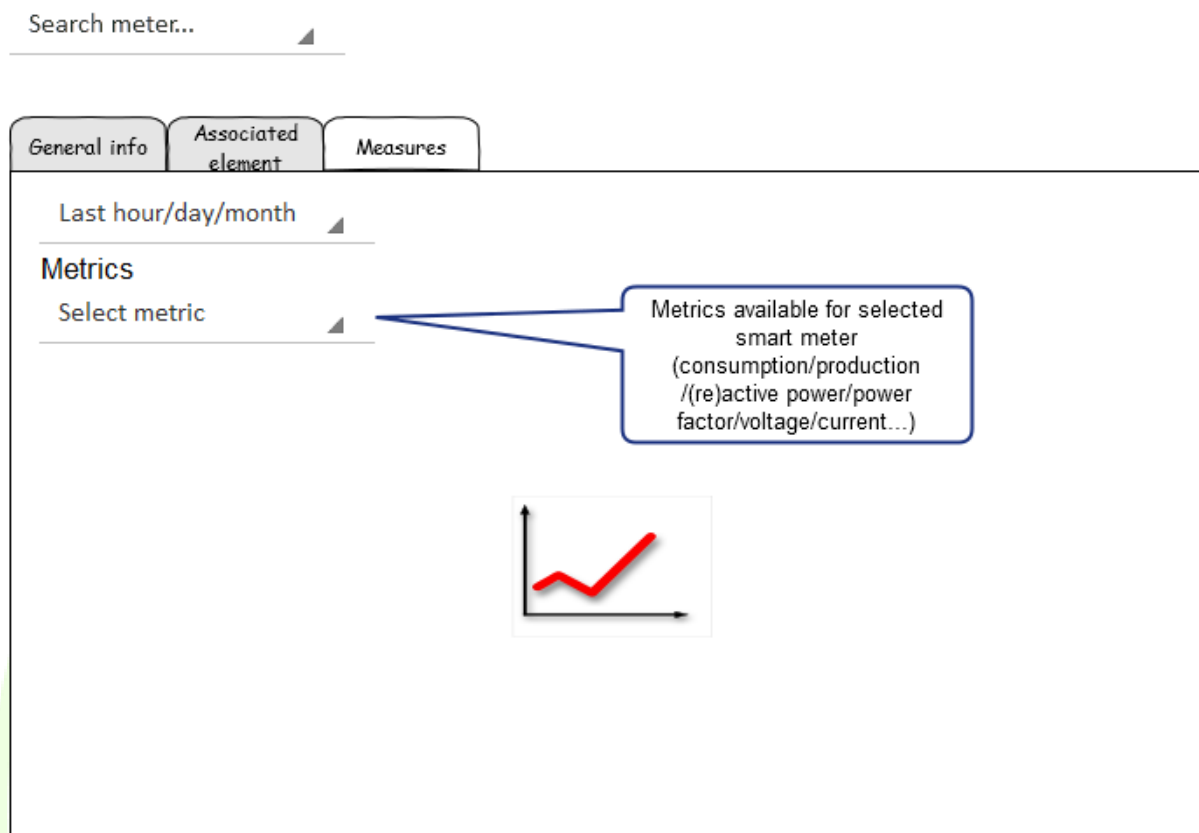 Search meter...
General info
Associated
element
Measures
Last hour/day/month
Metrics
Select metric
Metrics available for selected
smart meter
(consumption/production
/(re)active power/power
factor/voltage/current...)